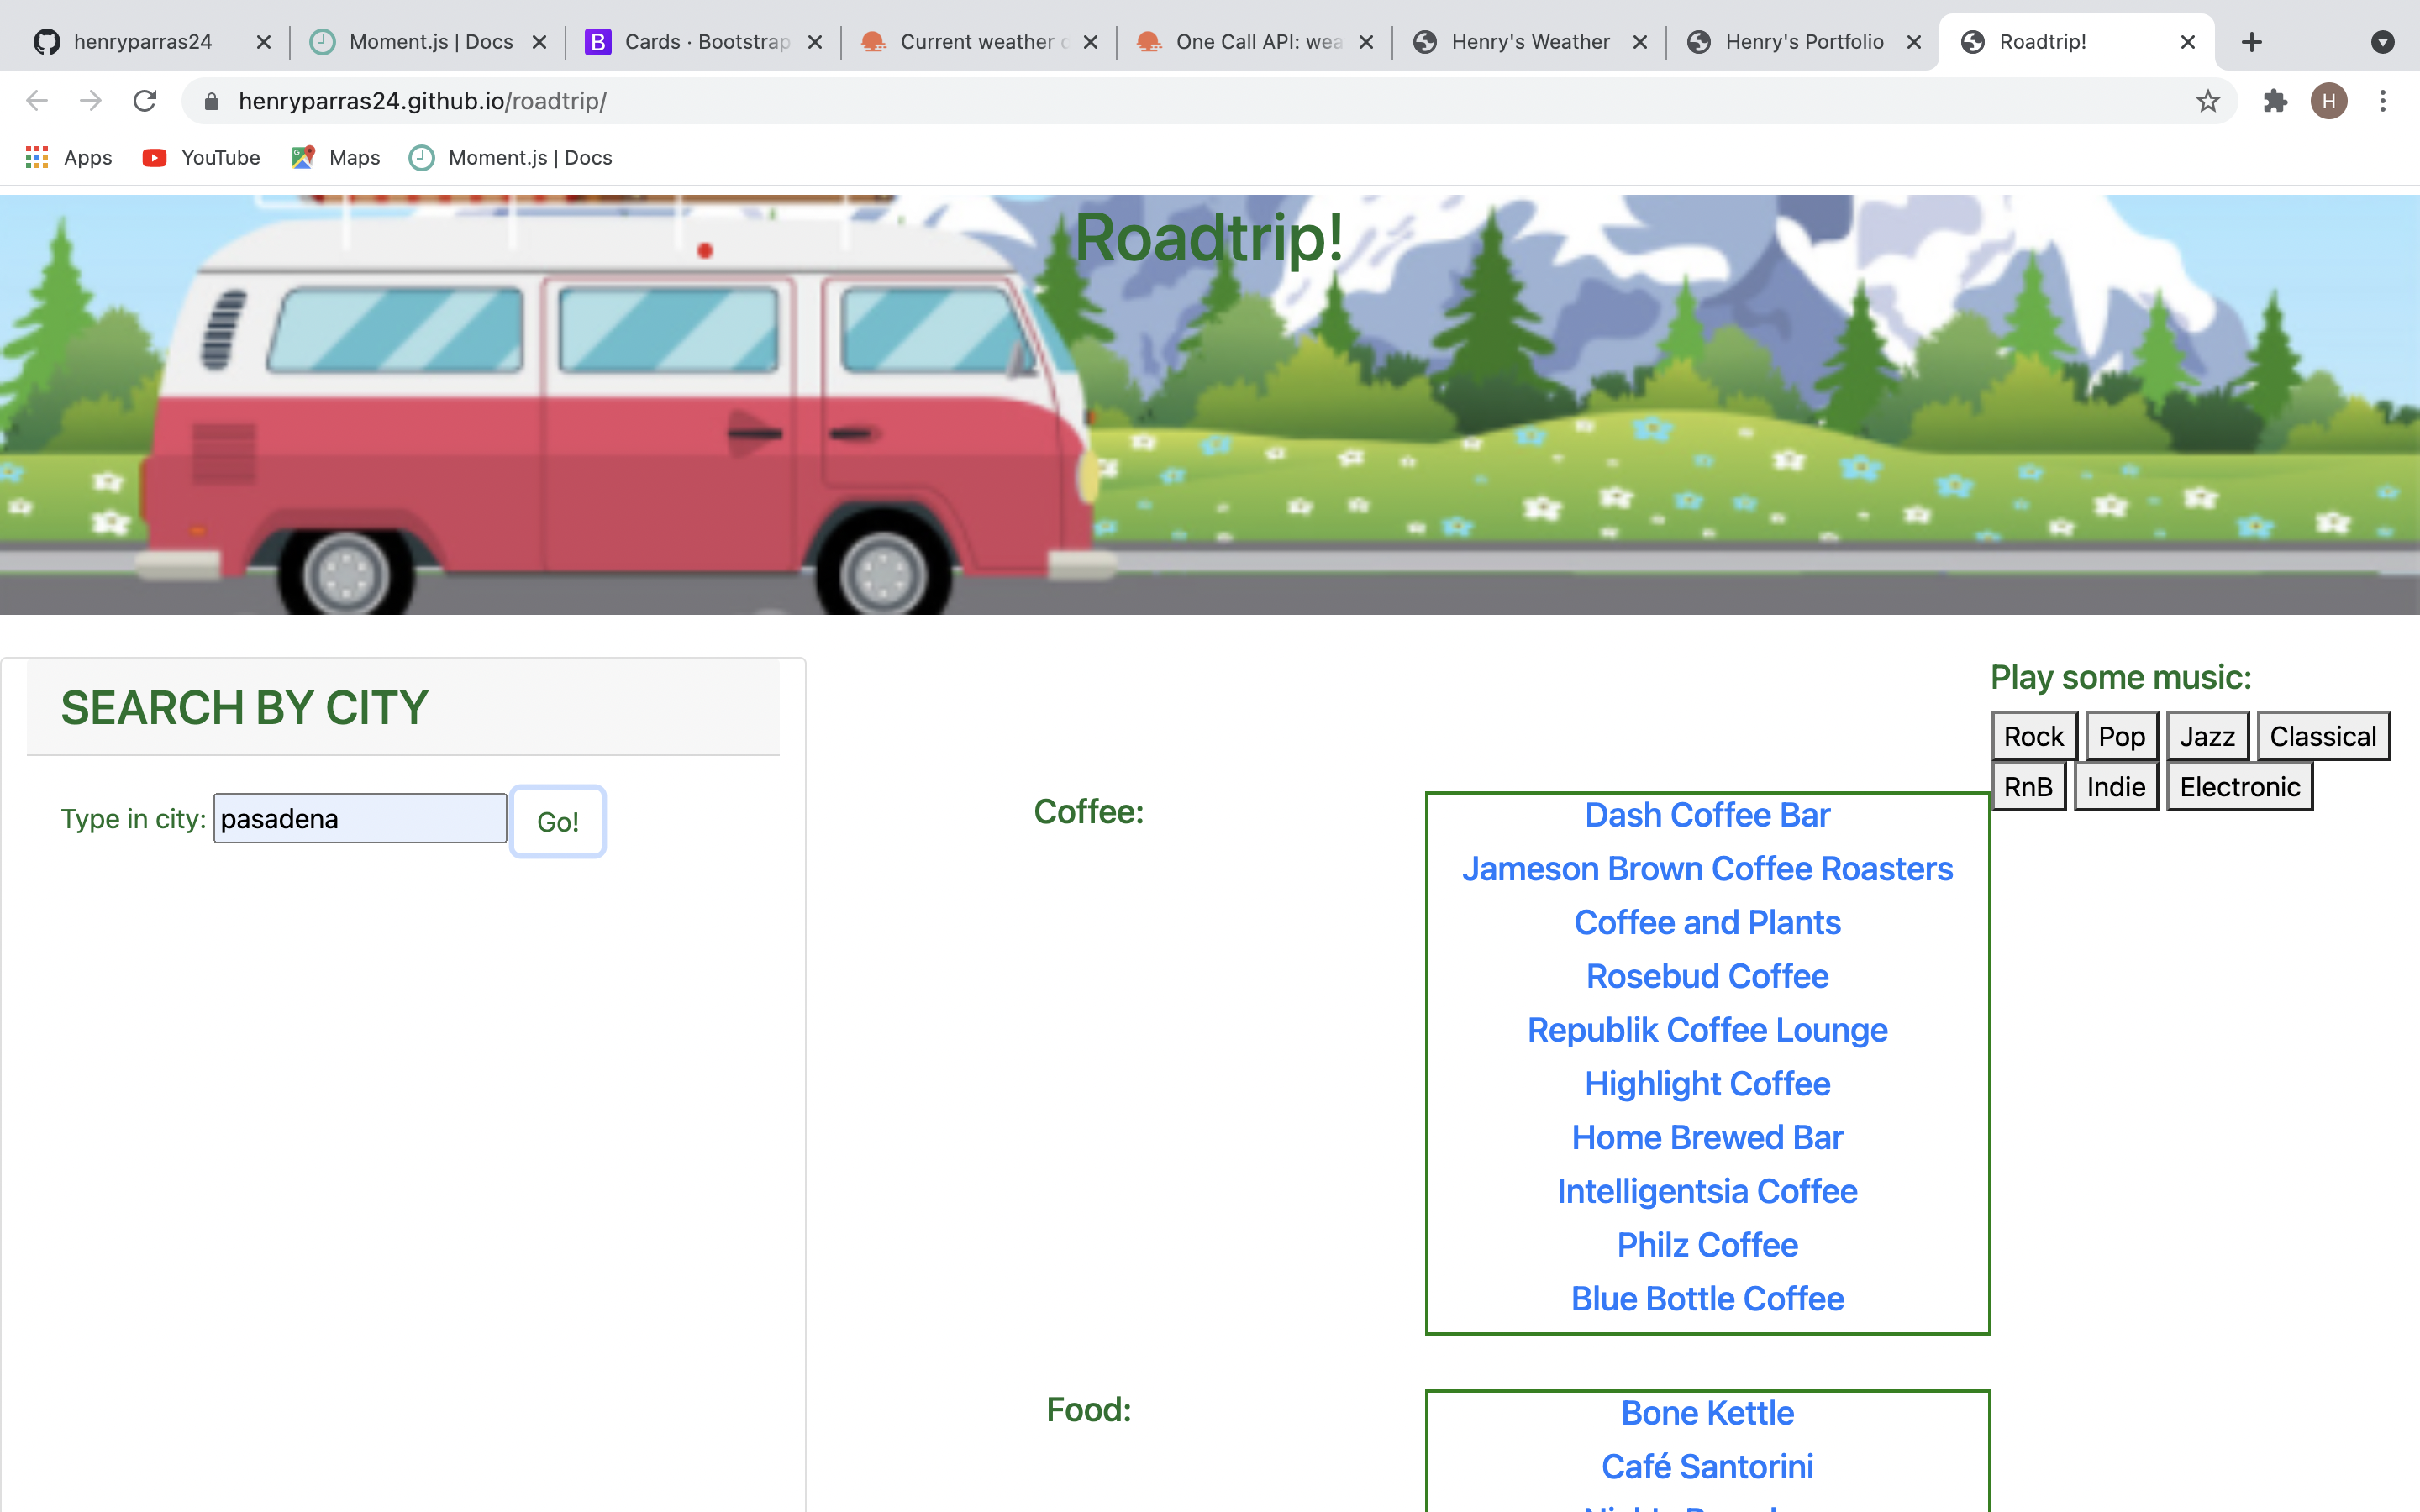 henryparras24
Moment.js | Docs
Cards · Bootstrap
Current weather
One Call API: wea
Henry's Weather
Henry's Portfolio
Roadtrip!
henryparras24.github.io/roadtrip/
H
Apps
YouTube
Maps
Moment.js | Docs
Roadtrip!
SEARCH BY CITY
Type in city: pasadena Go!
Coffee:
Dash Coffee Bar
Jameson Brown Coffee Roasters
Coffee and Plants
Rosebud Coffee
Republik Coffee Lounge
Highlight Coffee
Home Brewed Bar
Intelligentsia Coffee
Philz Coffee
Blue Bottle Coffee
Food:
Bone Kettle
Café Santorini
Play some music:
Rock Pop Jazz Classical
RnB Indie Electronic